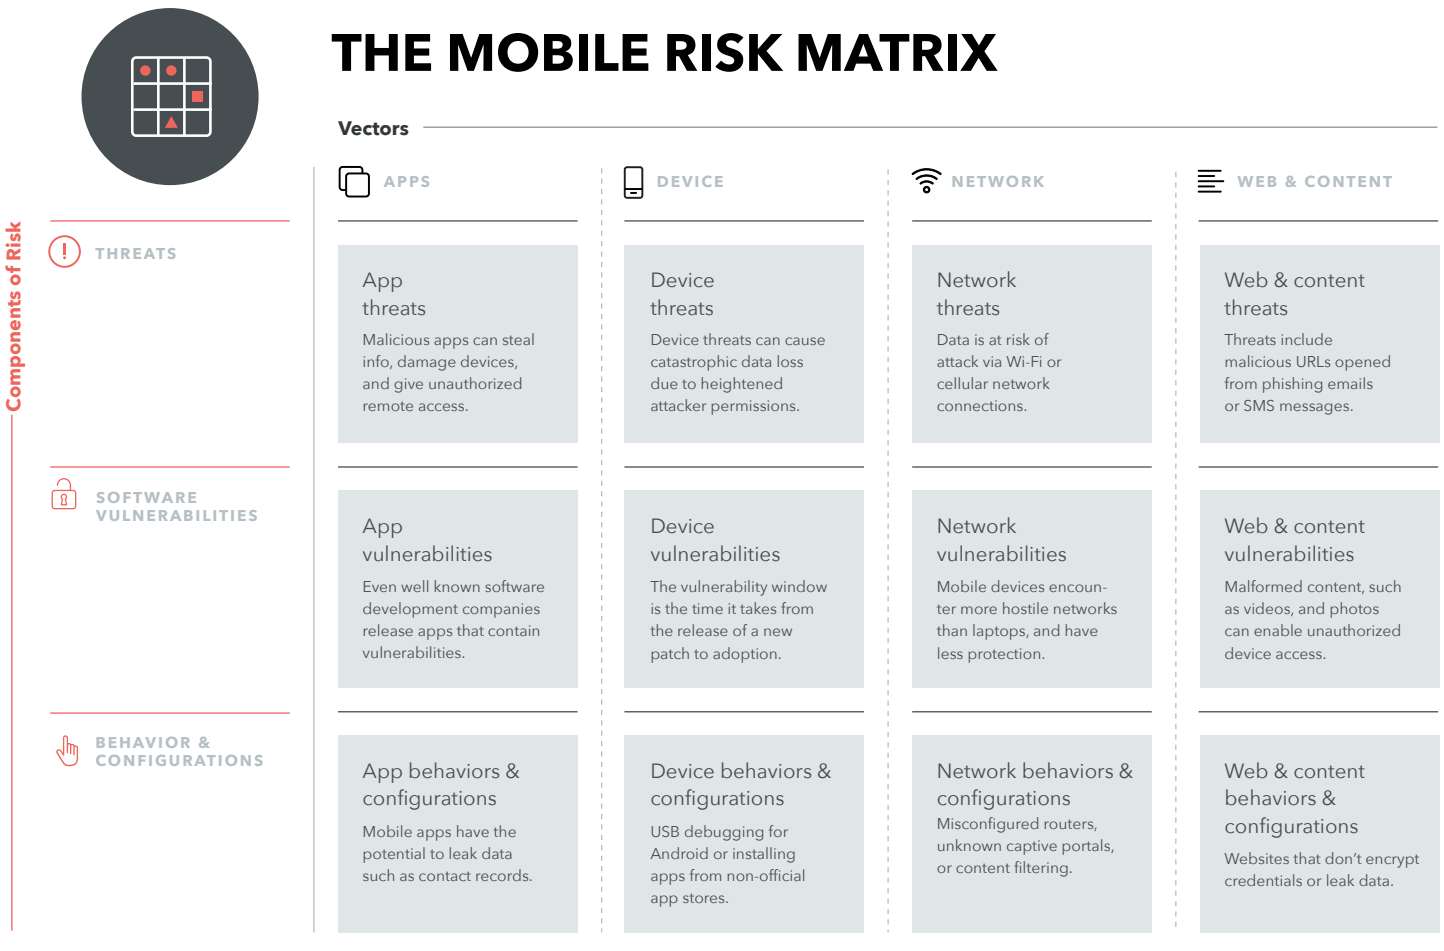 THE MOBILE RISK MATRIX
Vectors
APPS
DEVICE
NETWORK
WEB & CONTENT
Components of Risk
THREATS
App
threats
Malicious apps can steal
info, damage devices,
and give unauthorized
remote access.
Device
threats
Device threats can cause
catastrophic data loss
due to heightened
attacker permissions.
Network
threats
Data is at risk of
attack via Wi-Fi or
cellular network
connections.
Web & content
threats
Threats include
malicious URLs opened
from phishing emails
or SMS messages.
SOFTWARE
VULNERABILITIES
App
vulnerabilities
Even well known software
development companies
release apps that contain
vulnerabilities.
Device
vulnerabilities
The vulnerability window
is the time it takes from
the release of a new
patch to adoption.
Network
vulnerabilities
Mobile devices encoun-
ter more hostile networks
than laptops, and have
less protection.
Web & content
vulnerabilities
Malformed content, such
as videos, and photos
can enable unauthorized
device access.
BEHAVIOR &
CONFIGURATIONS
App behaviors &
configurations
Mobile apps have the
potential to leak data
such as contact records.
Device behaviors &
configurations
USB debugging for
Android or installing
apps from non-official
app stores.
Network behaviors &
configurations
Misconfigured routers,
unknown captive portals,
or content filtering.
Web & content
behaviors &
configurations
Websites that don’t encrypt
credentials or leak data.